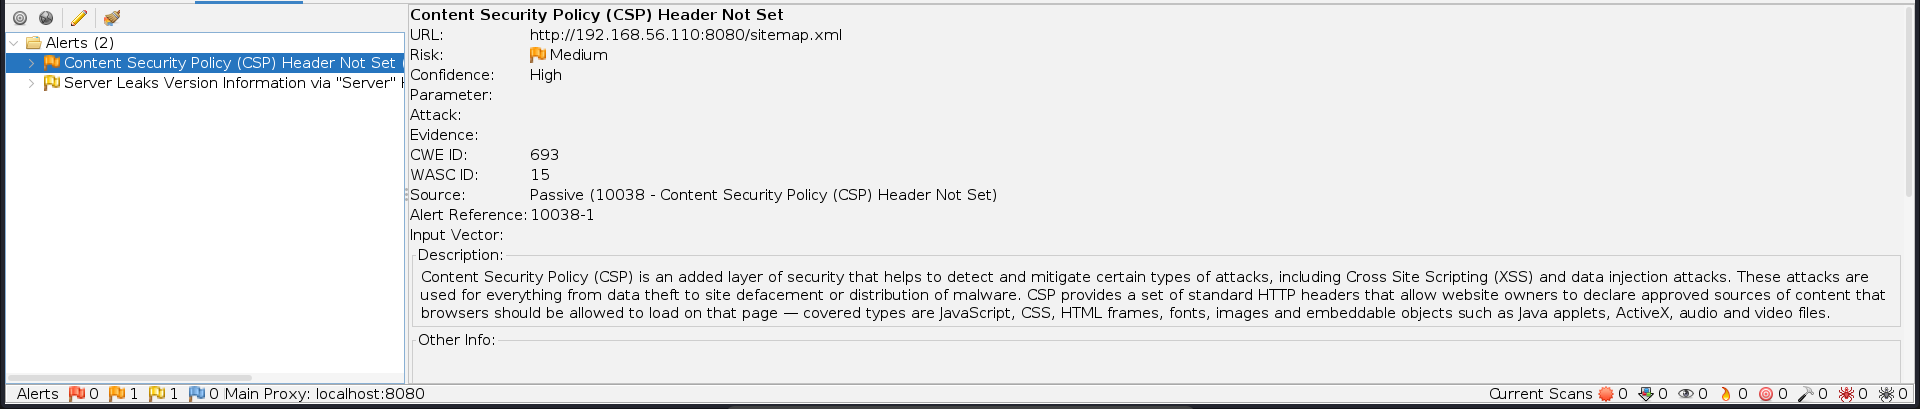 Alerts (2)
Content Security Policy (CSP) Header Not Set (
Server Leaks Version Information via "Server"
Content Security Policy (CSP) Header Not Set
URL: http://192.168.56.110:8080/sitemap.xml
Risk: Medium
Confidence: High
Parameter:
Attack:
Evidence:
CWE ID: 693
WASC ID: 15
Source: Passive (10038 - Content Security Policy (CSP) Header Not Set)
Alert Reference: 10038-1
Input Vector:
Description:
Content Security Policy (CSP) is an added layer of security that helps to detect and mitigate certain types of attacks, including Cross Site Scripting (XSS) and data injection attacks. These attacks are
used for everything from data theft to site defacement or distribution of malware. CSP provides a set of standard HTTP headers that allow website owners to declare approved sources of content that
browsers should be allowed to load on that page — covered types are JavaScript, CSS, HTML frames, fonts, images and embeddable objects such as Java applets, ActiveX, audio and video files.
Other Info:
Alerts 0 1 1 0 Main Proxy: localhost:8080 Current Scans 0 0 0 0 0 0 0 0